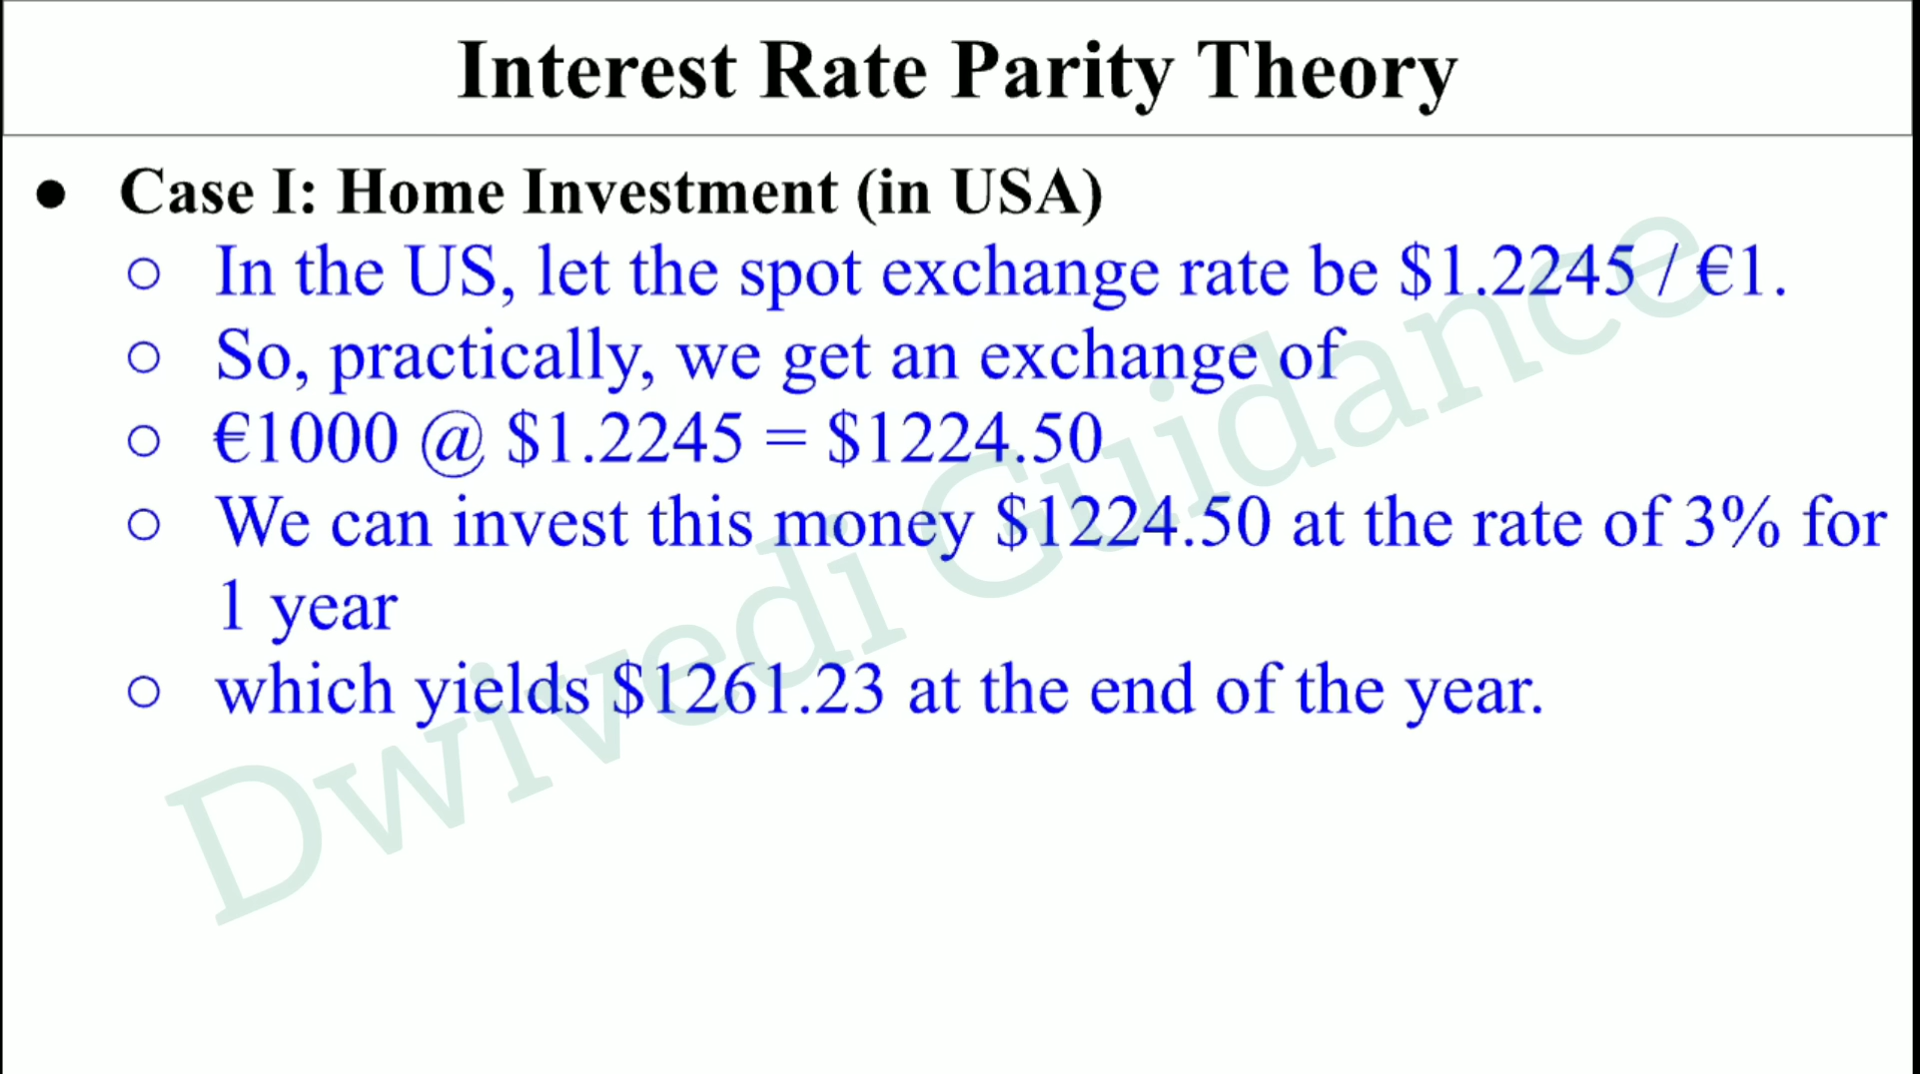 Interest Rate Parity Theory
● Case I: Home Investment (in USA)
○ In the US, let the spot exchange rate be $1.2245 / €1.
○ So, practically, we get an exchange of
○ €1000 @ $1.2245 = $1224.50
○ We can invest this money $1224.50 at the rate of 3% for
1 year
○ which yields $1261.23 at the end of the year.
Dwivedi Guidance